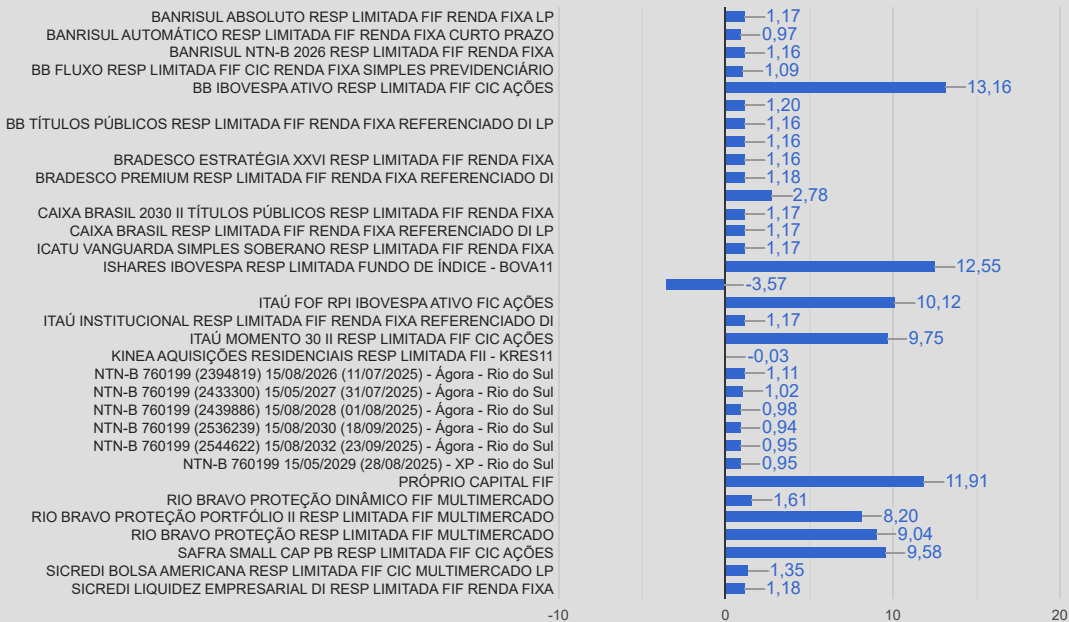 BANRISUL ABSOLUTO RESP LIMITADA FIF RENDA FIXA LP 1,17
BANRISUL AUTOMÁTICO RESP LIMITADA FIF RENDA FIXA CURTO PRAZO 0,97
BANRISUL NTN-B 2026 RESP LIMITADA FIF RENDA FIXA 1,16
BB FLUXO RESP LIMITADA FIF CIC RENDA FIXA SIMPLES PREVIDENCIÁRIO 1,09
BB IBOVESPA ATIVO RESP LIMITADA FIF CIC AÇÕES 13,16
1,20
BB TÍTULOS PÚBLICOS RESP LIMITADA FIF RENDA FIXA REFERENCIADO DI LP 1,16
1,16
BRADESCO ESTRATÉGIA XXVI RESP LIMITADA FIF RENDA FIXA 1,16
BRADESCO PREMIUM RESP LIMITADA FIF RENDA FIXA REFERENCIADO DI 1,18
2,78
CAIXA BRASIL 2030 II TÍTULOS PÚBLICOS RESP LIMITADA FIF RENDA FIXA 1,17
CAIXA BRASIL RESP LIMITADA FIF RENDA FIXA REFERENCIADO DI LP 1,17
ICATU VANGUARDA SIMPLES SOBERANO RESP LIMITADA FIF RENDA FIXA 1,17
ISHARES IBOVESPA RESP LIMITADA FUNDO DE ÍNDICE - BOVA11 12,55
-3,57
ITAÚ FOF RPI IBOVESPA ATIVO FIC AÇÕES 10,12
ITAÚ INSTITUCIONAL RESP LIMITADA FIF RENDA FIXA REFERENCIADO DI 1,17
ITAÚ MOMENTO 30 II RESP LIMITADA FIF CIC AÇÕES 9,75
KINEA AQUISIÇÕES RESIDENCIAIS RESP LIMITADA FII - KRES11 -0,03
NTN-B 760199 (2394819) 15/08/2026 (11/07/2025) - Ágora - Rio do Sul 1,11
NTN-B 760199 (2433300) 15/05/2027 (31/07/2025) - Ágora - Rio do Sul 1,02
NTN-B 760199 (2439886) 15/08/2028 (01/08/2025) - Ágora - Rio do Sul 0,98
NTN-B 760199 (2536239) 15/08/2030 (18/09/2025) - Ágora - Rio do Sul 0,94
NTN-B 760199 (2544622) 15/08/2032 (23/09/2025) - Ágora - Rio do Sul 0,95
NTN-B 760199 15/05/2029 (28/08/2025) - XP - Rio do Sul 0,95
PRÓPRIO CAPITAL FIF 11,91
RIO BRAVO PROTEÇÃO DINÂMICO FIF MULTIMERCADO 1,61
RIO BRAVO PROTEÇÃO PORTFÓLIO II RESP LIMITADA FIF MULTIMERCADO 8,20
RIO BRAVO PROTEÇÃO RESP LIMITADA FIF MULTIMERCADO 9,04
SAFRA SMALL CAP PB RESP LIMITADA FIF CIC AÇÕES 9,58
SICREDI BOLSA AMERICANA RESP LIMITADA FIF CIC MULTIMERCADO LP 1,35
SICREDI LIQUIDEZ EMPRESARIAL DI RESP LIMITADA FIF RENDA FIXA 1,18
-10 0 10 20